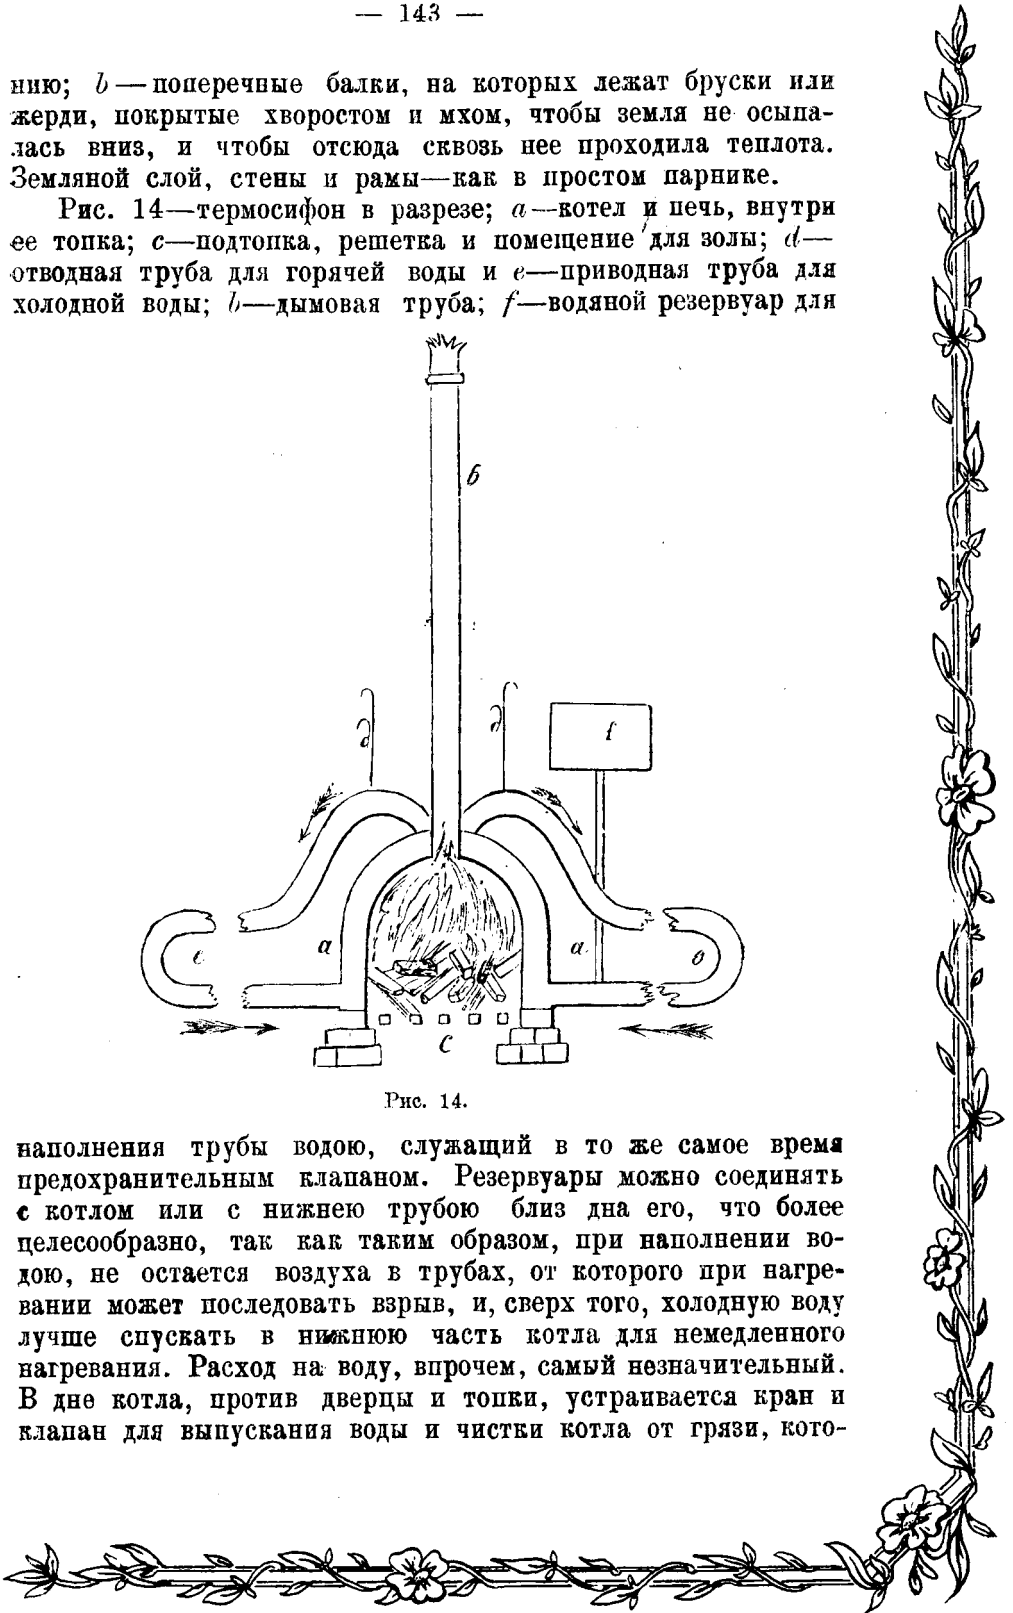 — 143 —
нию; b — поперечные балки, на которых лежат бруски или
жерди, покрытые хворостом и мхом, чтобы земля не осыпа-
лась вниз, и чтобы отсюда сквозь нее проходила теплота.
Земляной слой, стены и рамы—как в простом парнике.
Рис. 14—термосифон в разрезе; a—котел и печь, внутри
ее топка; c—подтопка, решетка и помещение для золы; d—
отводная труба для горячей воды и e—приводная труба для
холодной воды; b—дымовая труба; f—водяной резервуар для
б
д
д
f
a
a
e
e
c
Рис. 14.
наполнения трубы водою, служащий в то же самое время
предохранительным клапаном. Резервуары можно соединять
с котлом или с нижнею трубою близ дна его, что более
целесообразно, так как таким образом, при наполнении во-
дою, не остается воздуха в трубах, от которого при нагре-
вании может последовать взрыв, и, сверх того, холодную воду
лучше спускать в нижнюю часть котла для немедленного
нагревания. Расход на воду, впрочем, самый незначительный.
В дне котла, против дверцы и топки, устраивается кран и
клапан для выпускания воды и чистки котла от грязи, кото-